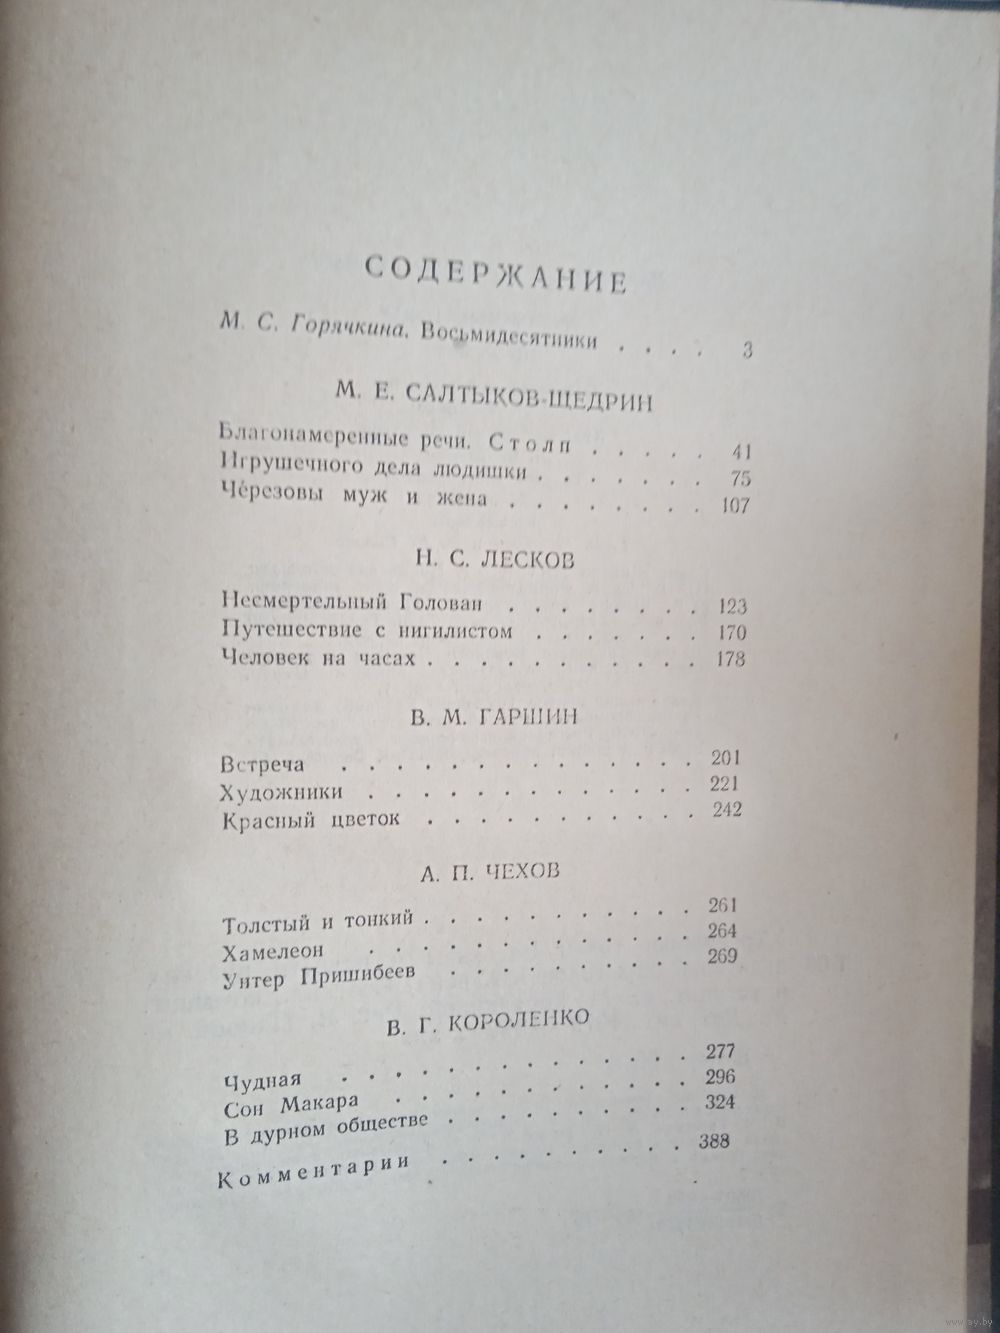 СОДЕРЖАНИЕ
М. С. Горячкина. Восьмидесятники . . . . 3
М. Е. САЛТЫКОВ-ЩЕДРИН
Благонамеренные речи. Столп . . . . . 41
Игрушечного дела людишки . . . . . . . 75
Чёрезовы муж и жена . . . . . . . . 107
Н. С. ЛЕСКОВ
Несмертельный Голован . . . . . . . . 123
Путешествие с нигилистом . . . . . . . 170
Человек на часах . . . . . . . . . . . 178
В. М. ГАРШИН
Встреча . . . . . . . . . . . . . . 201
Художники . . . . . . . . . . . . . 221
Красный цветок . . . . . . . . . . . 242
А. П. ЧЕХОВ
Толстый и тонкий . . . . . . . . . . . 261
Хамелеон . . . . . . . . . . . . . 264
Унтер Пришибеев . . . . . . . . . . 269
В. Г. КОРОЛЕНКО
Чудная . . . . . . . . . . . . . . 277
Сон Макара . . . . . . . . . . . . 296
В дурном обществе . . . . . . . . . . 324
Комментарии . . . . . . . . . . 388
www.ay.by